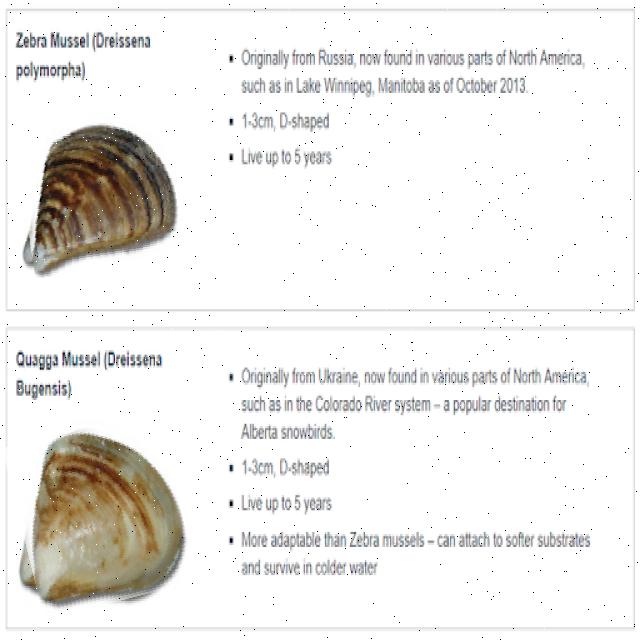 Zebra Mussel (Dreissena
polymorpha)
▪ Originally from Russia, now found in various parts of North America,
such as in Lake Winnipeg, Manitoba as of October 2013.
▪ 1-3cm, D-shaped
▪ Live up to 5 years
Quagga Mussel (Dreissena
Bugensis)
▪ Originally from Ukraine, now found in various parts of North America,
such as in the Colorado River system – a popular destination for
Alberta snowbirds.
▪ 1-3cm, D-shaped
▪ Live up to 5 years
▪ More adaptable than Zebra mussels – can attach to softer substrates
and survive in colder water